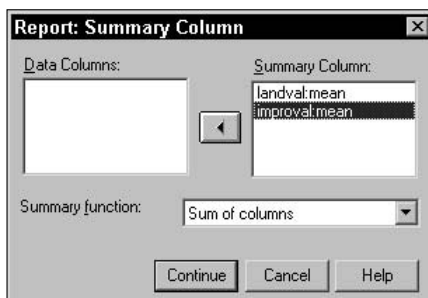 Report: Summary Column
Data Columns:
Summary Column:
landval:mean
improval:mean
Summary function:
Sum of columns
Continue
Cancel
Help